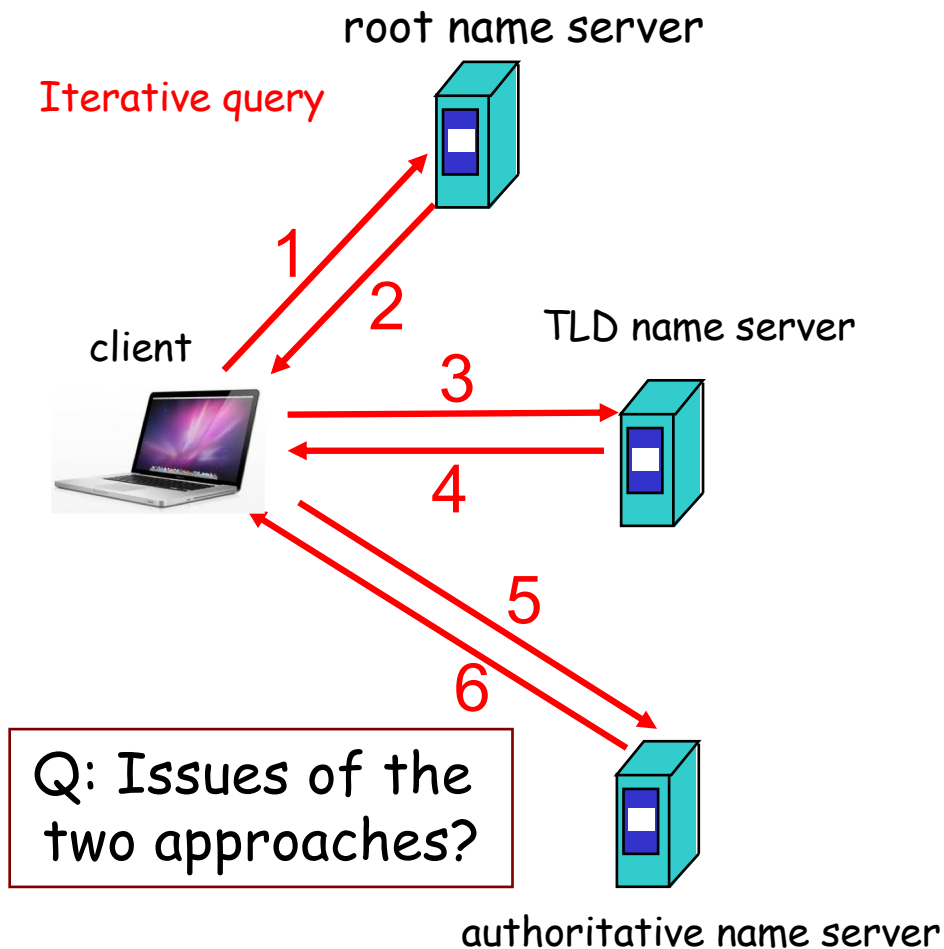 root name server
Iterative query
1
2
client
TLD name server
3
4
5
6
Q: Issues of the
two approaches?
authoritative name server